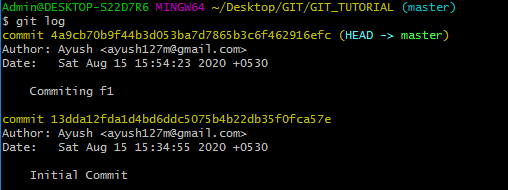 Admin@DESKTOP-S22D7R6 MINGW64 ~/Desktop/GIT/GIT_TUTORIAL (master)
$ git log
commit 4a9cb70b9f44b3d053ba7d7865b3c6f462916efc (HEAD -> master)
Author: Ayush <ayush127m@gmail.com>
Date:   Sat Aug 15 15:54:23 2020 +0530
Commiting f1
commit 13dda12fda1d4bd6ddc5075b4b22db35f0fca57e
Author: Ayush <ayush127m@gmail.com>
Date:   Sat Aug 15 15:34:55 2020 +0530
Initial Commit